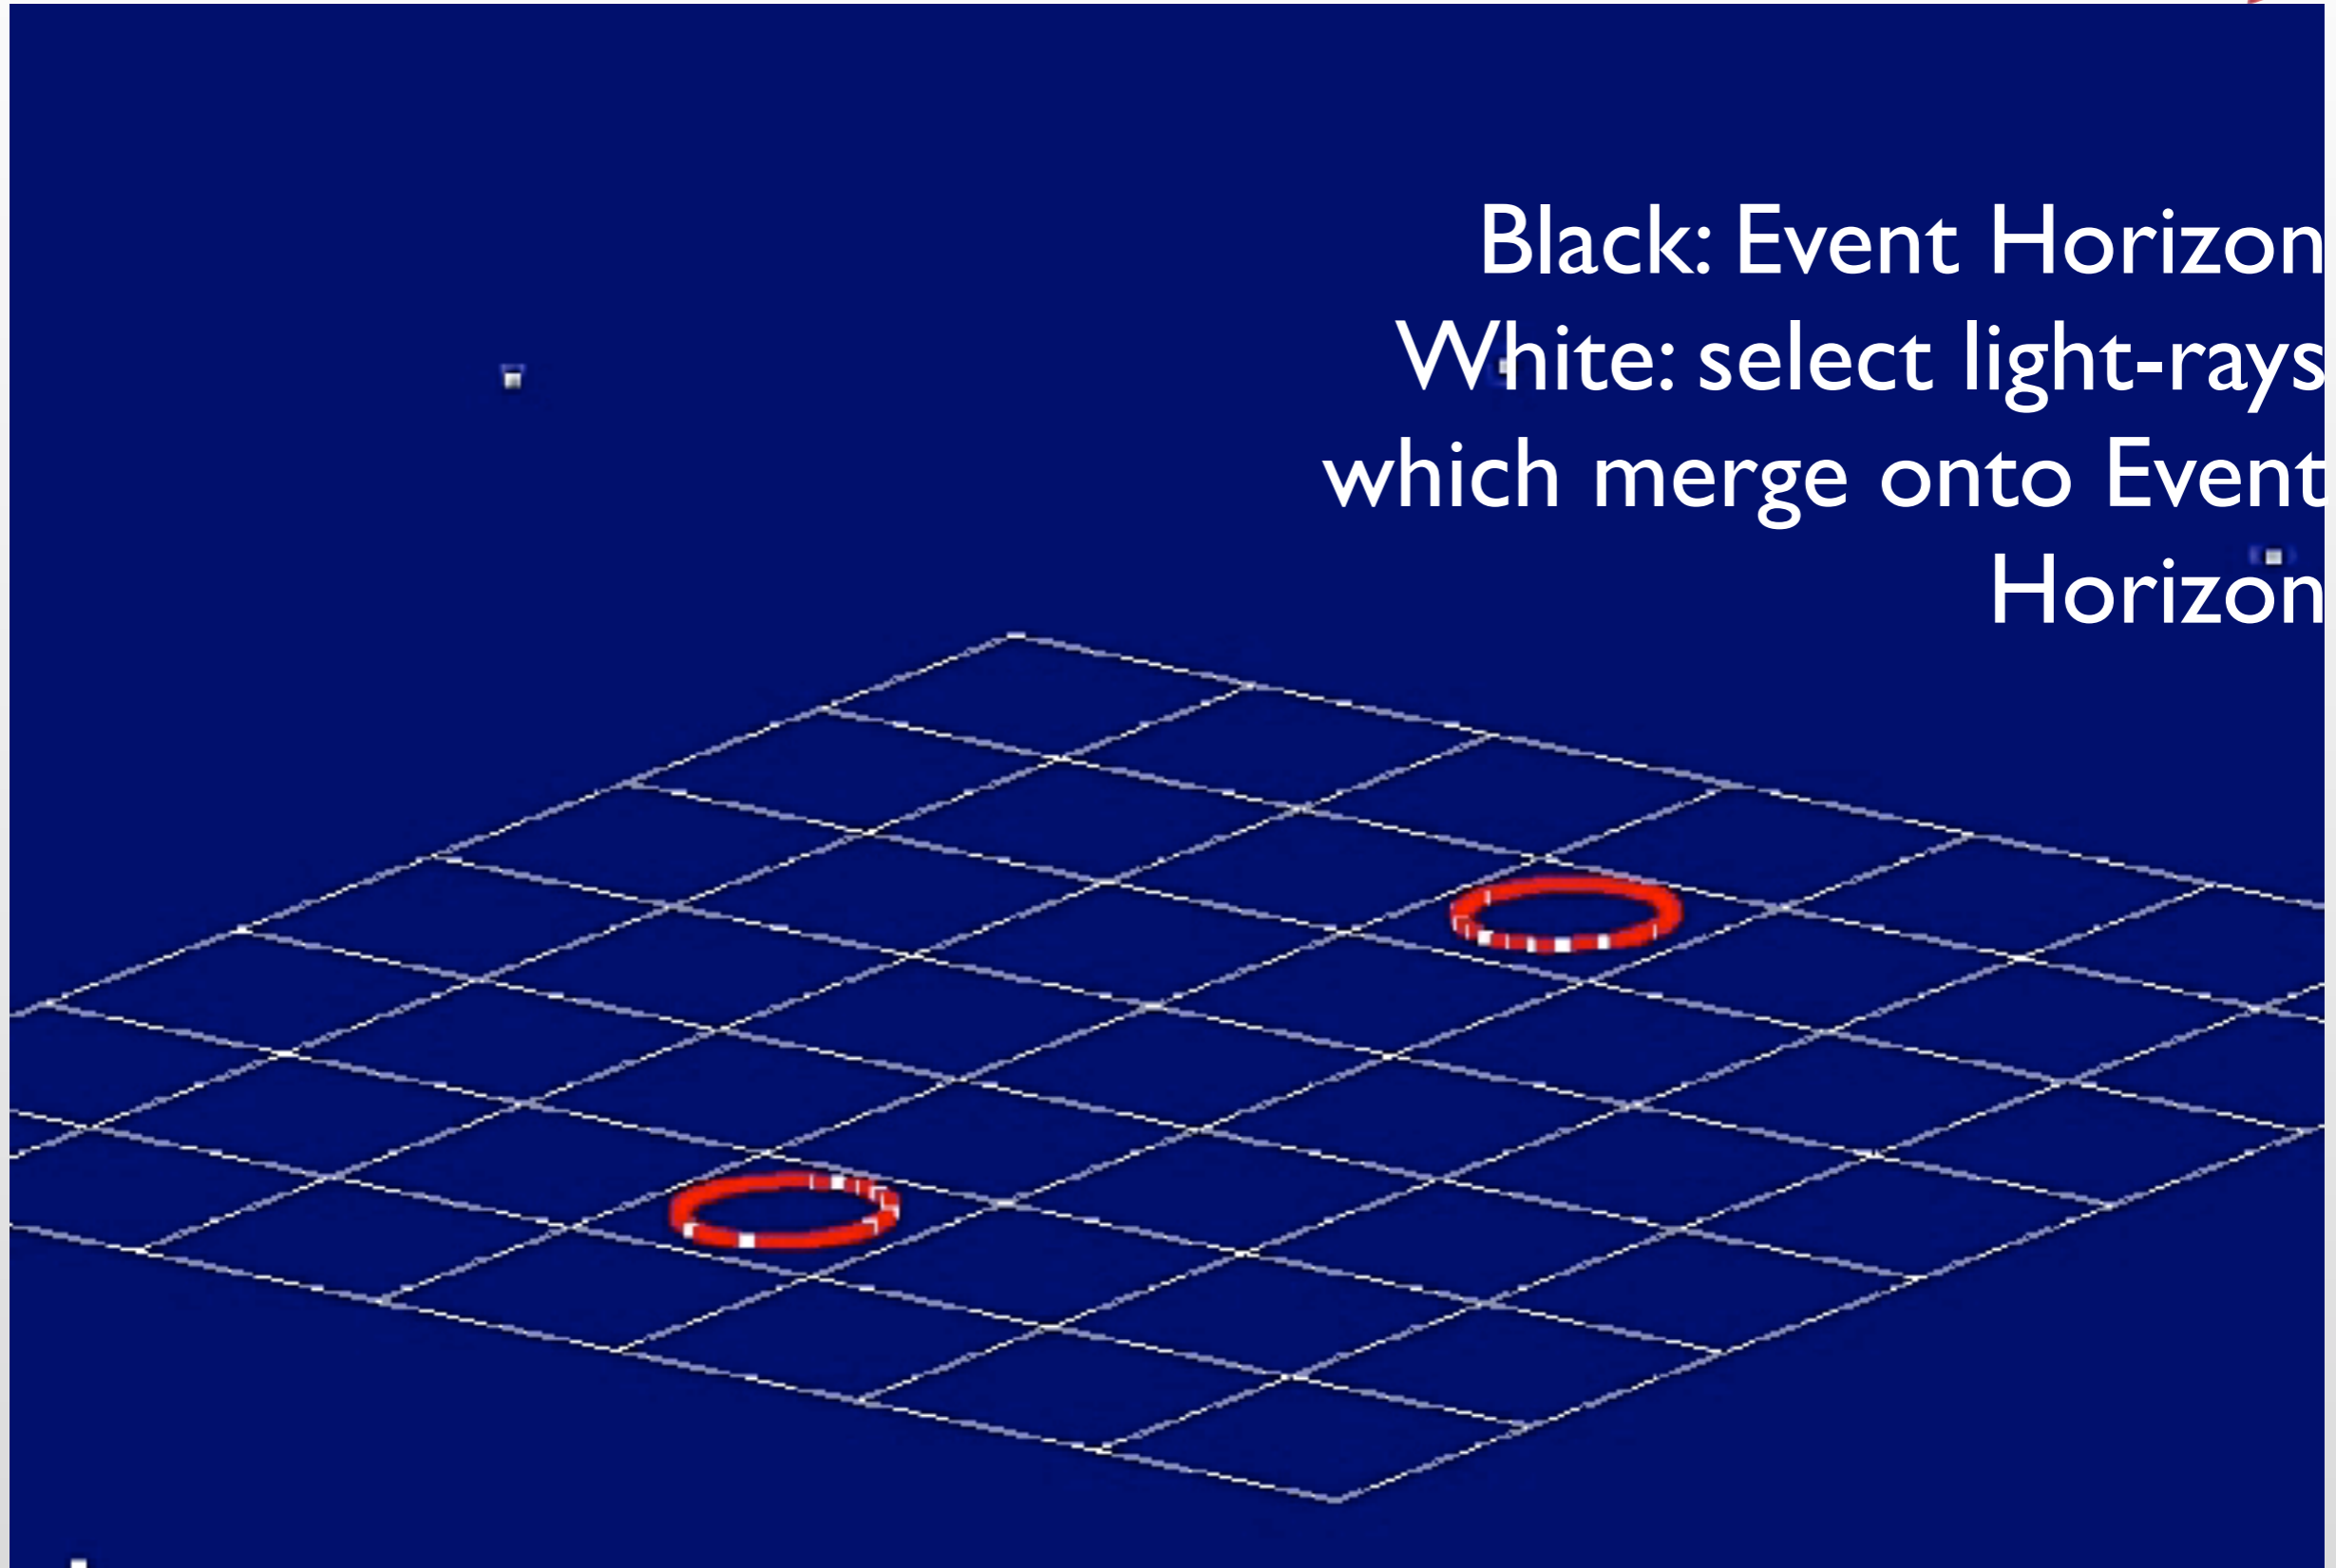 Black: Event Horizon
White: select light-rays
which merge onto Event
Horizon